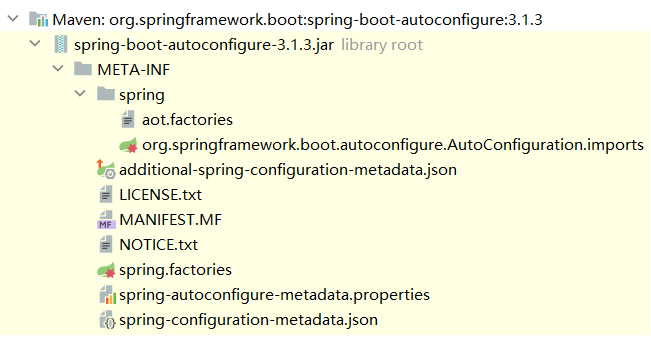 Maven: org.springframework.boot:spring-boot-autoconfigure:3.1.3
spring-boot-autoconfigure-3.1.3.jar library root
META-INF
spring
aot.factories
org.springframework.boot.autoconfigure.AutoConfiguration.imports
additional-spring-configuration-metadata.json
LICENSE.txt
MF MANIFEST.MF
NOTICE.txt
spring.factories
spring-autoconfigure-metadata.properties
spring-configuration-metadata.json